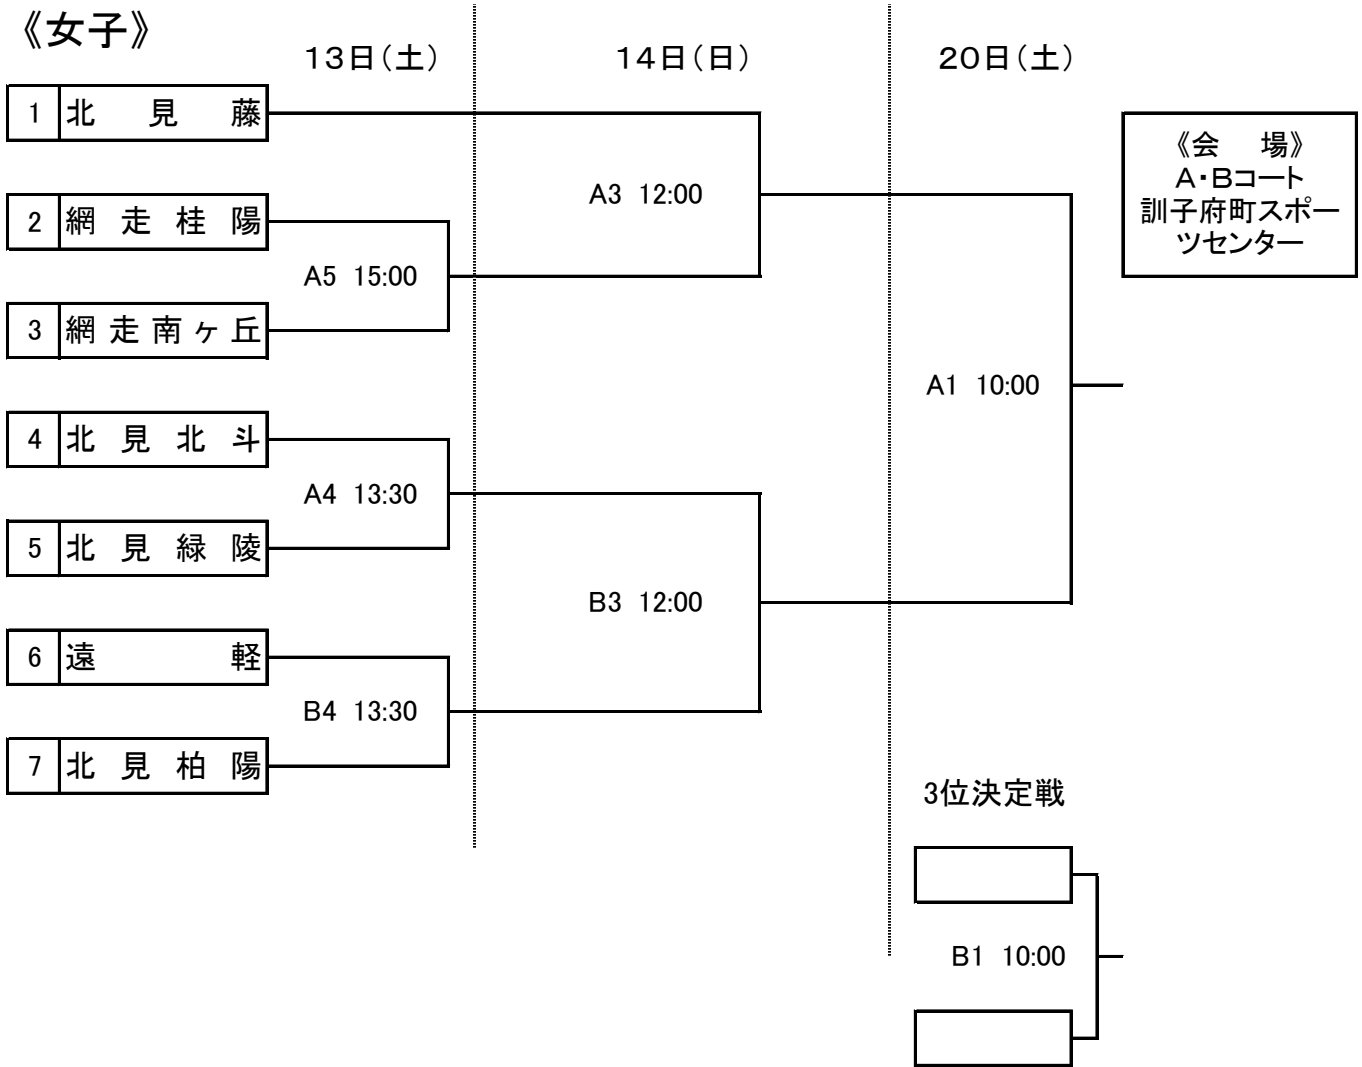 《女子》
13日(土)
14日(日)
20日(土)
1 北見藤
2 網走桂陽
3 網走南ヶ丘
4 北見北斗
5 北見緑陵
6 遠軽
7 北見柏陽
A5 15:00
A4 13:30
B4 13:30
A3 12:00
B3 12:00
A1 10:00
《会 場》
A・Bコート
訓子府町スポー
ツセンター
3位決定戦
B1 10:00